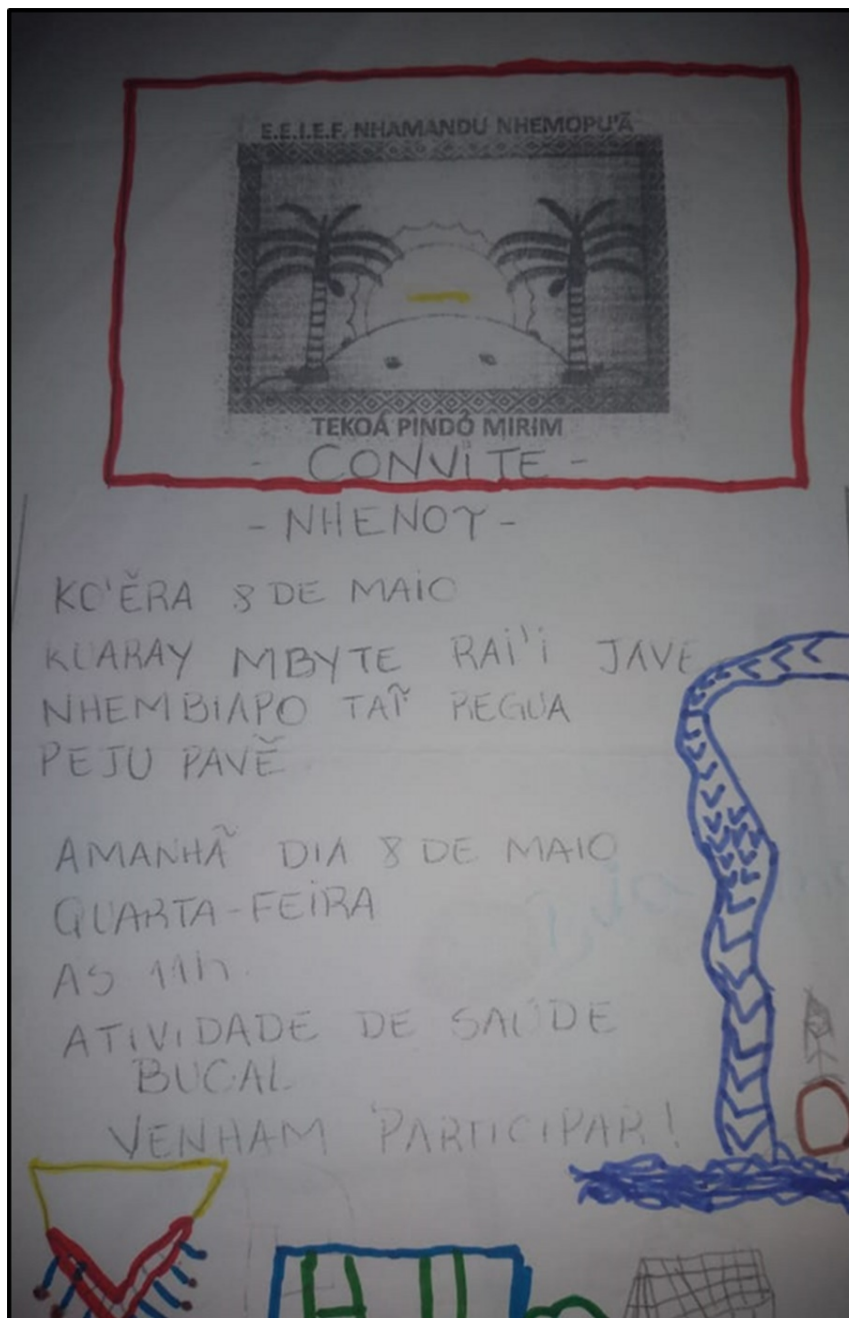 E.E.I.E.F. NHAMANDU NHEMOPU'Ã
TEKOÁ PINDÓ MIRIM
- CONVITE -
- NHENOỸ -
KO'ẼRA 8 DE MAIO
KUARAY MBYTE RAI'I JAVE
NHEMBIAPO TAĨ REGUA
PEJU PAVẼ
AMANHÃ DIA 8 DE MAIO
QUARTA-FEIRA
AS 11h.
ATIVIDADE DE SAÚDE
BUCAL
VENHAM PARTICIPAR!